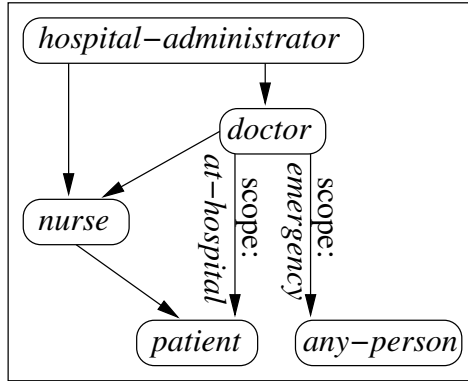 hospital−administrator
doctor
scope:
at−hospital
scope:
emergency
nurse
patient
any−person